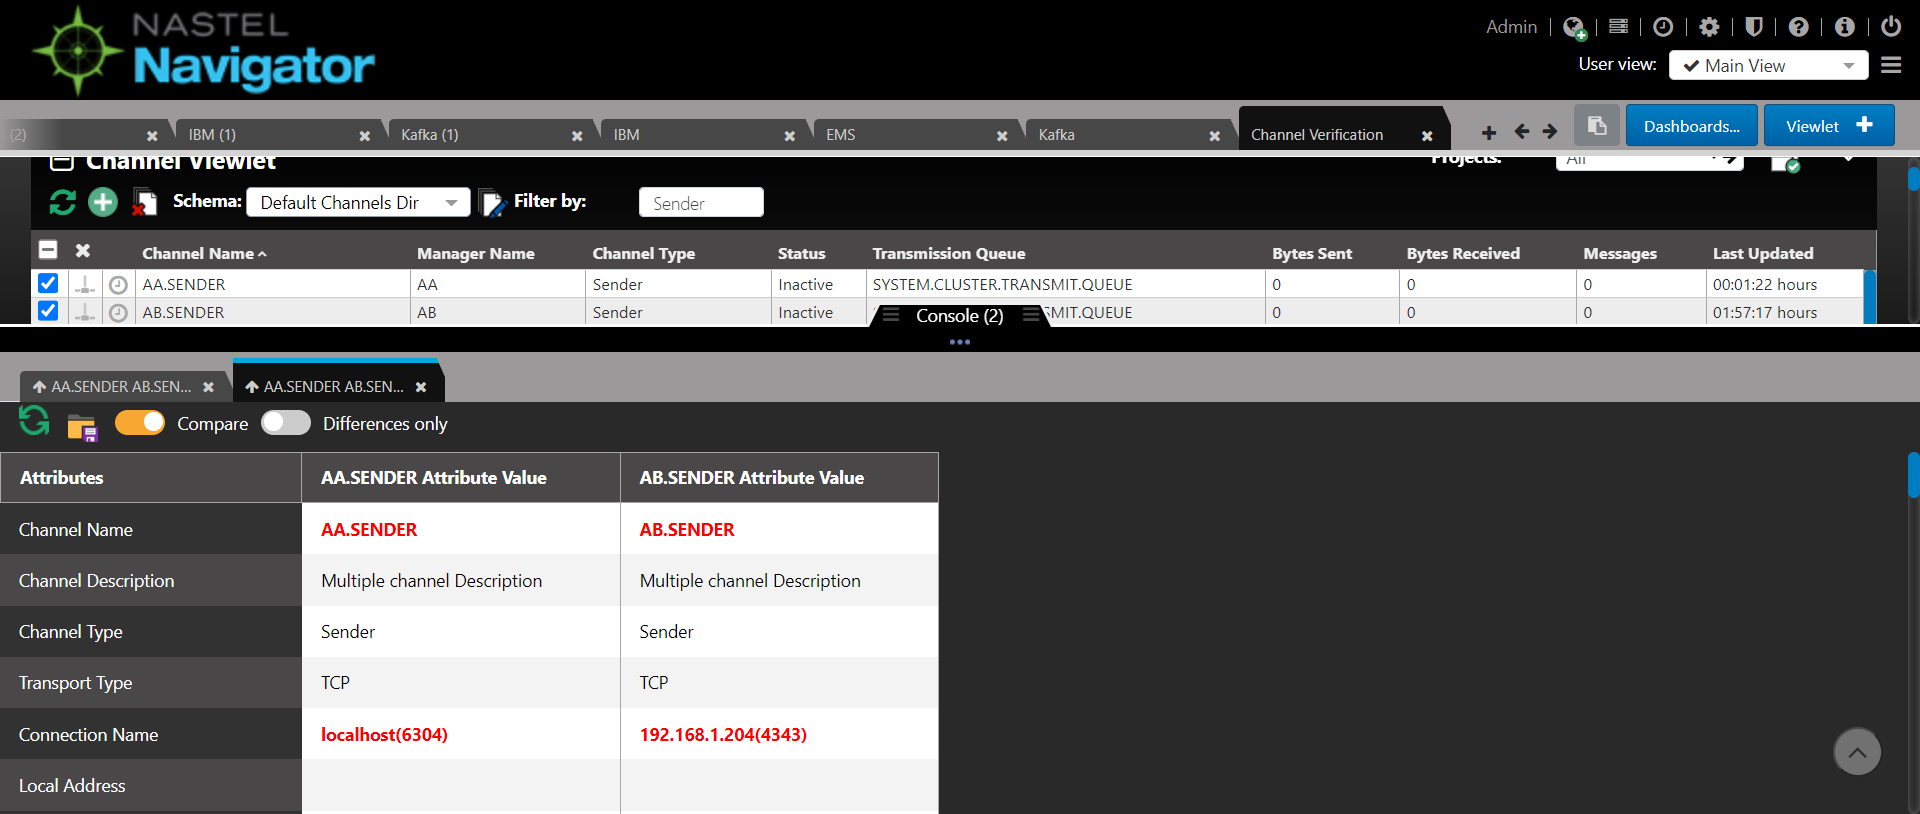 NASTEL
Navigator
Admin
User view: Main View
(2) IBM (1) Kafka (1) IBM EMS Kafka Channel Verification Dashboards... Viewlet
Channel Viewlet Projects: All
Schema: Default Channels Dir Filter by: Sender
Channel Name Manager Name Channel Type Status Transmission Queue Bytes Sent Bytes Received Messages Last Updated
AA.SENDER AA Sender Inactive SYSTEM.CLUSTER.TRANSMIT.QUEUE 0 0 0 00:01:22 hours
AB.SENDER AB Sender Inactive SMIT.QUEUE 0 0 0 01:57:17 hours
Console (2)
AA.SENDER AB.SEN... AA.SENDER AB.SEN...
Compare Differences only
Attributes AA.SENDER Attribute Value AB.SENDER Attribute Value
Channel Name AA.SENDER AB.SENDER
Channel Description Multiple channel Description Multiple channel Description
Channel Type Sender Sender
Transport Type TCP TCP
Connection Name localhost(6304) 192.168.1.204(4343)
Local Address